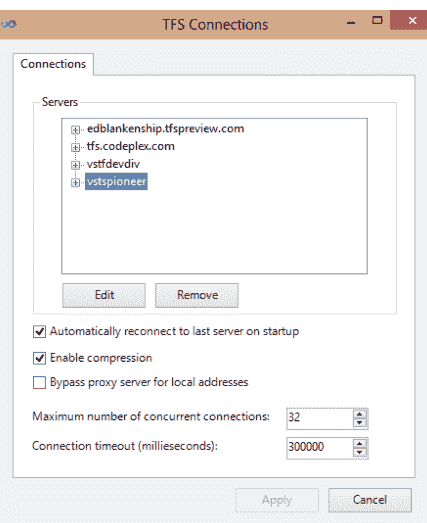 TFS Connections
Connections
Servers
edblankenship.tfspreview.com
tfs.codeplex.com
vstfdevdiv
vstspioneer
Edit Remove
Automatically reconnect to last server on startup
Enable compression
Bypass proxy server for local addresses
Maximum number of concurrent connections: 32
Connection timeout (millieseconds): 300000
Apply Cancel